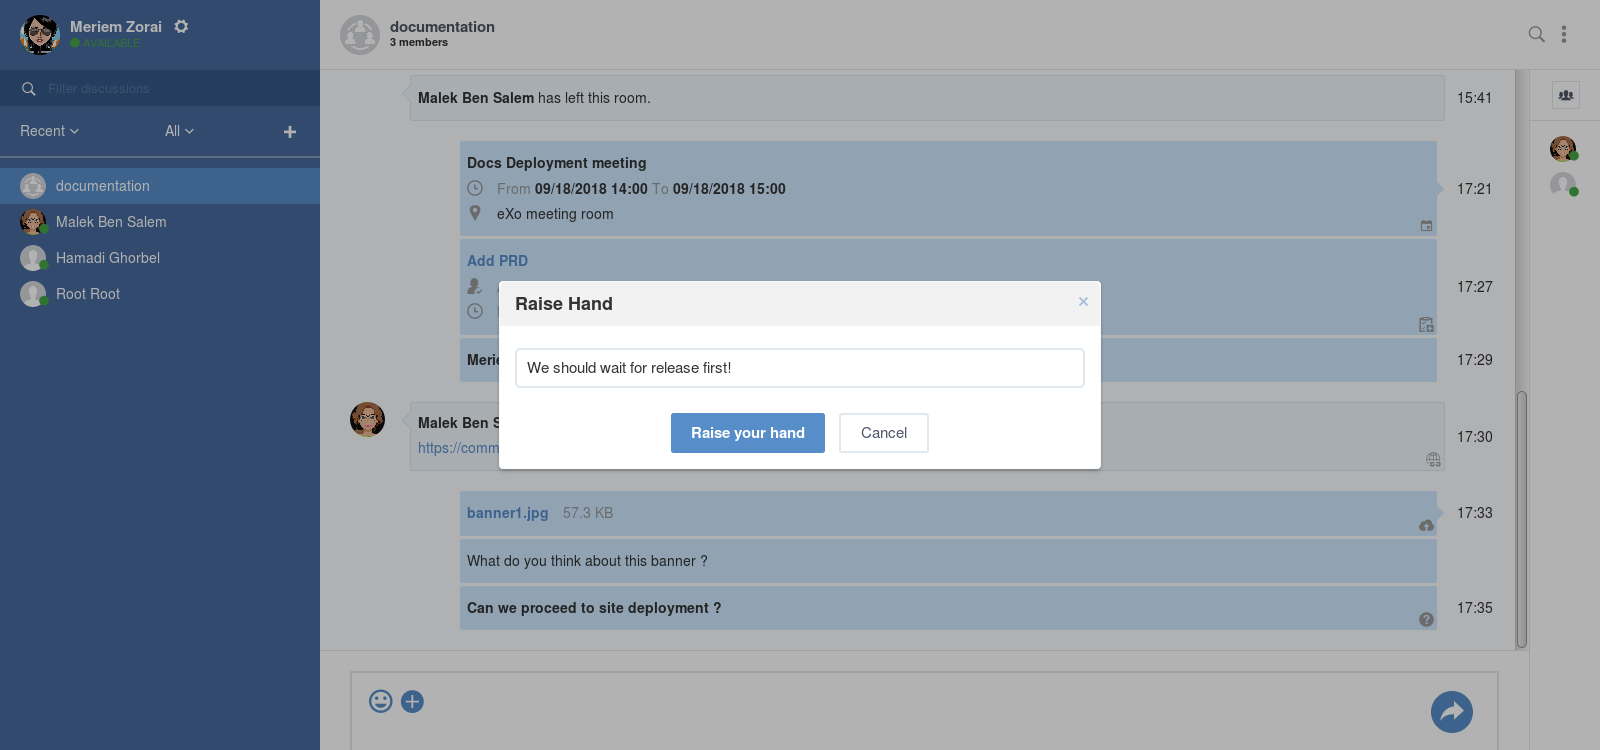 Meriem Zorai
AVAILABLE
Filter discussions
Recent
All
documentation
Malek Ben Salem
Hamadi Ghorbel
Root Root
documentation
3 members
Malek Ben Salem has left this room.
15:41
Docs Deployment meeting
From 09/18/2018 14:00 To 09/18/2018 15:00
17:21
eXo meeting room
Add PRD
17:27
17:29
Malek Ben
https://comm
17:30
Raise Hand
×
We should wait for release first!
Raise your hand
Cancel
banner1.jpg 57.3 KB
17:33
What do you think about this banner ?
Can we proceed to site deployment ?
17:35